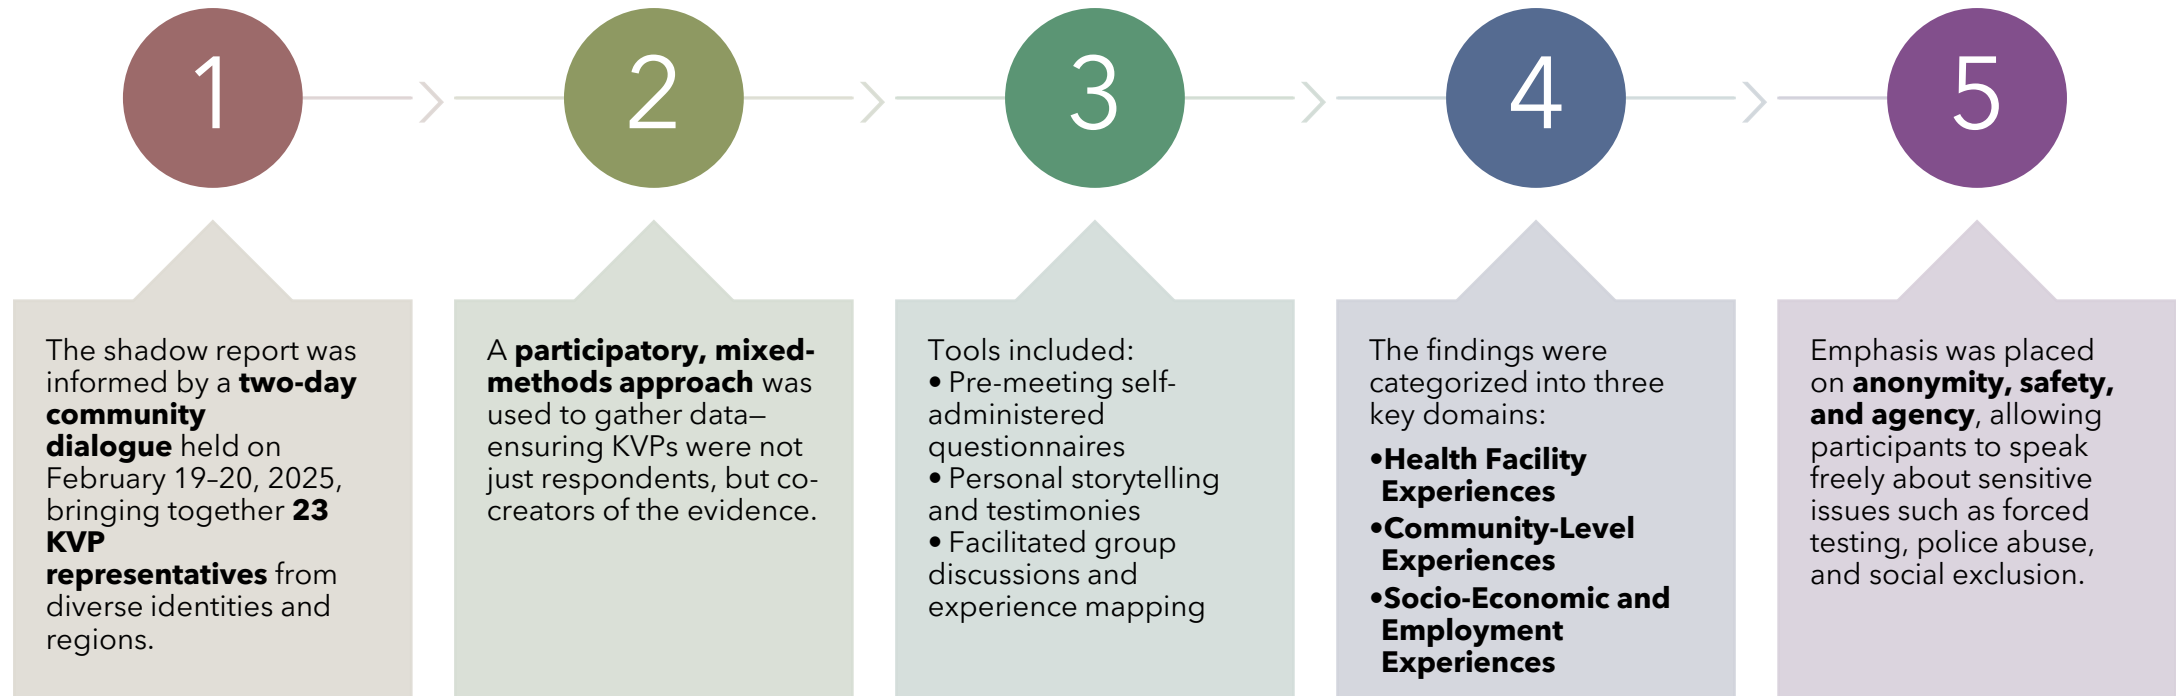 1
2
3
4
5
The shadow report was
informed by a two-day
community
dialogue held on
February 19–20, 2025,
bringing together 23
KVP
representatives from
diverse identities and
regions.
A participatory, mixed-
methods approach was
used to gather data—
ensuring KVPs were not
just respondents, but co-
creators of the evidence.
Tools included:
• Pre-meeting self-
administered
questionnaires
• Personal storytelling
and testimonies
• Facilitated group
discussions and
experience mapping
The findings were
categorized into three
key domains:
•Health Facility
Experiences
•Community-Level
Experiences
•Socio-Economic and
Employment
Experiences
Emphasis was placed
on anonymity, safety,
and agency, allowing
participants to speak
freely about sensitive
issues such as forced
testing, police abuse,
and social exclusion.